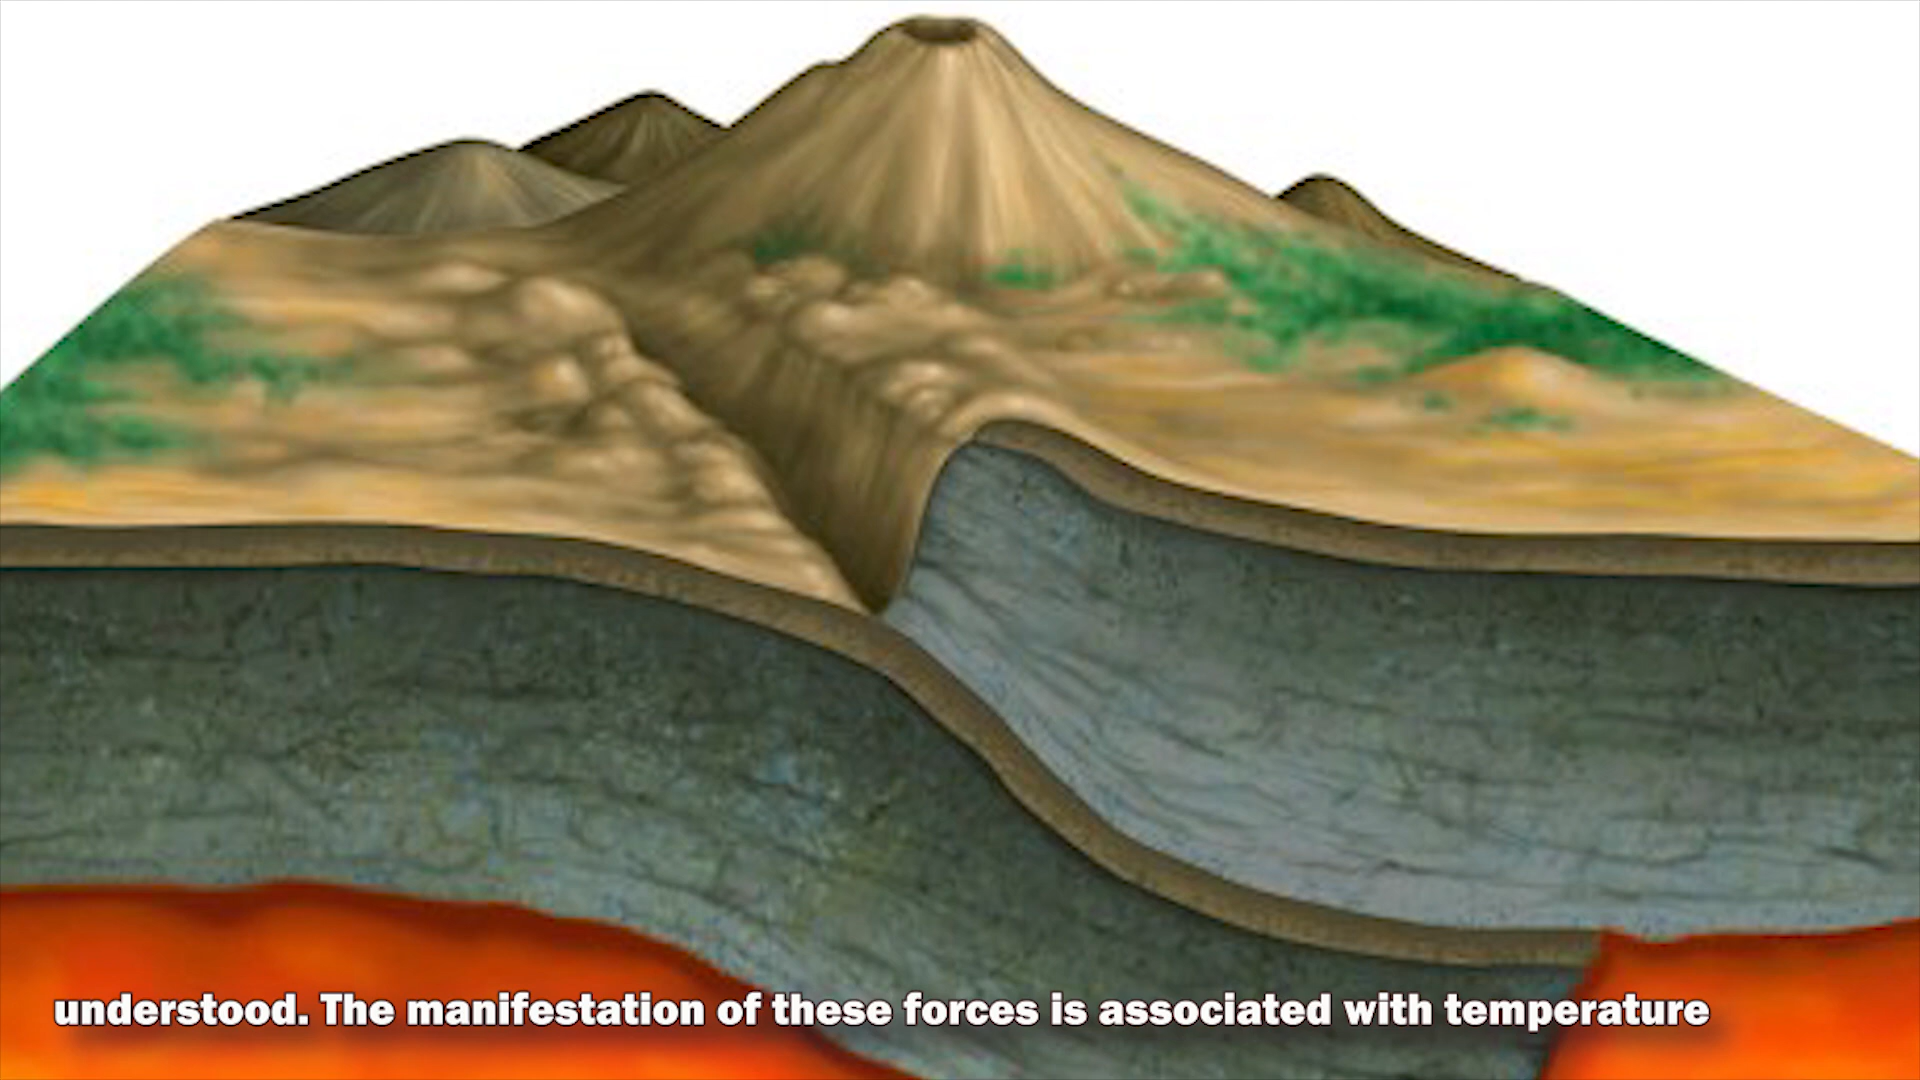 understood. The manifestation of these forces is associated with temperature